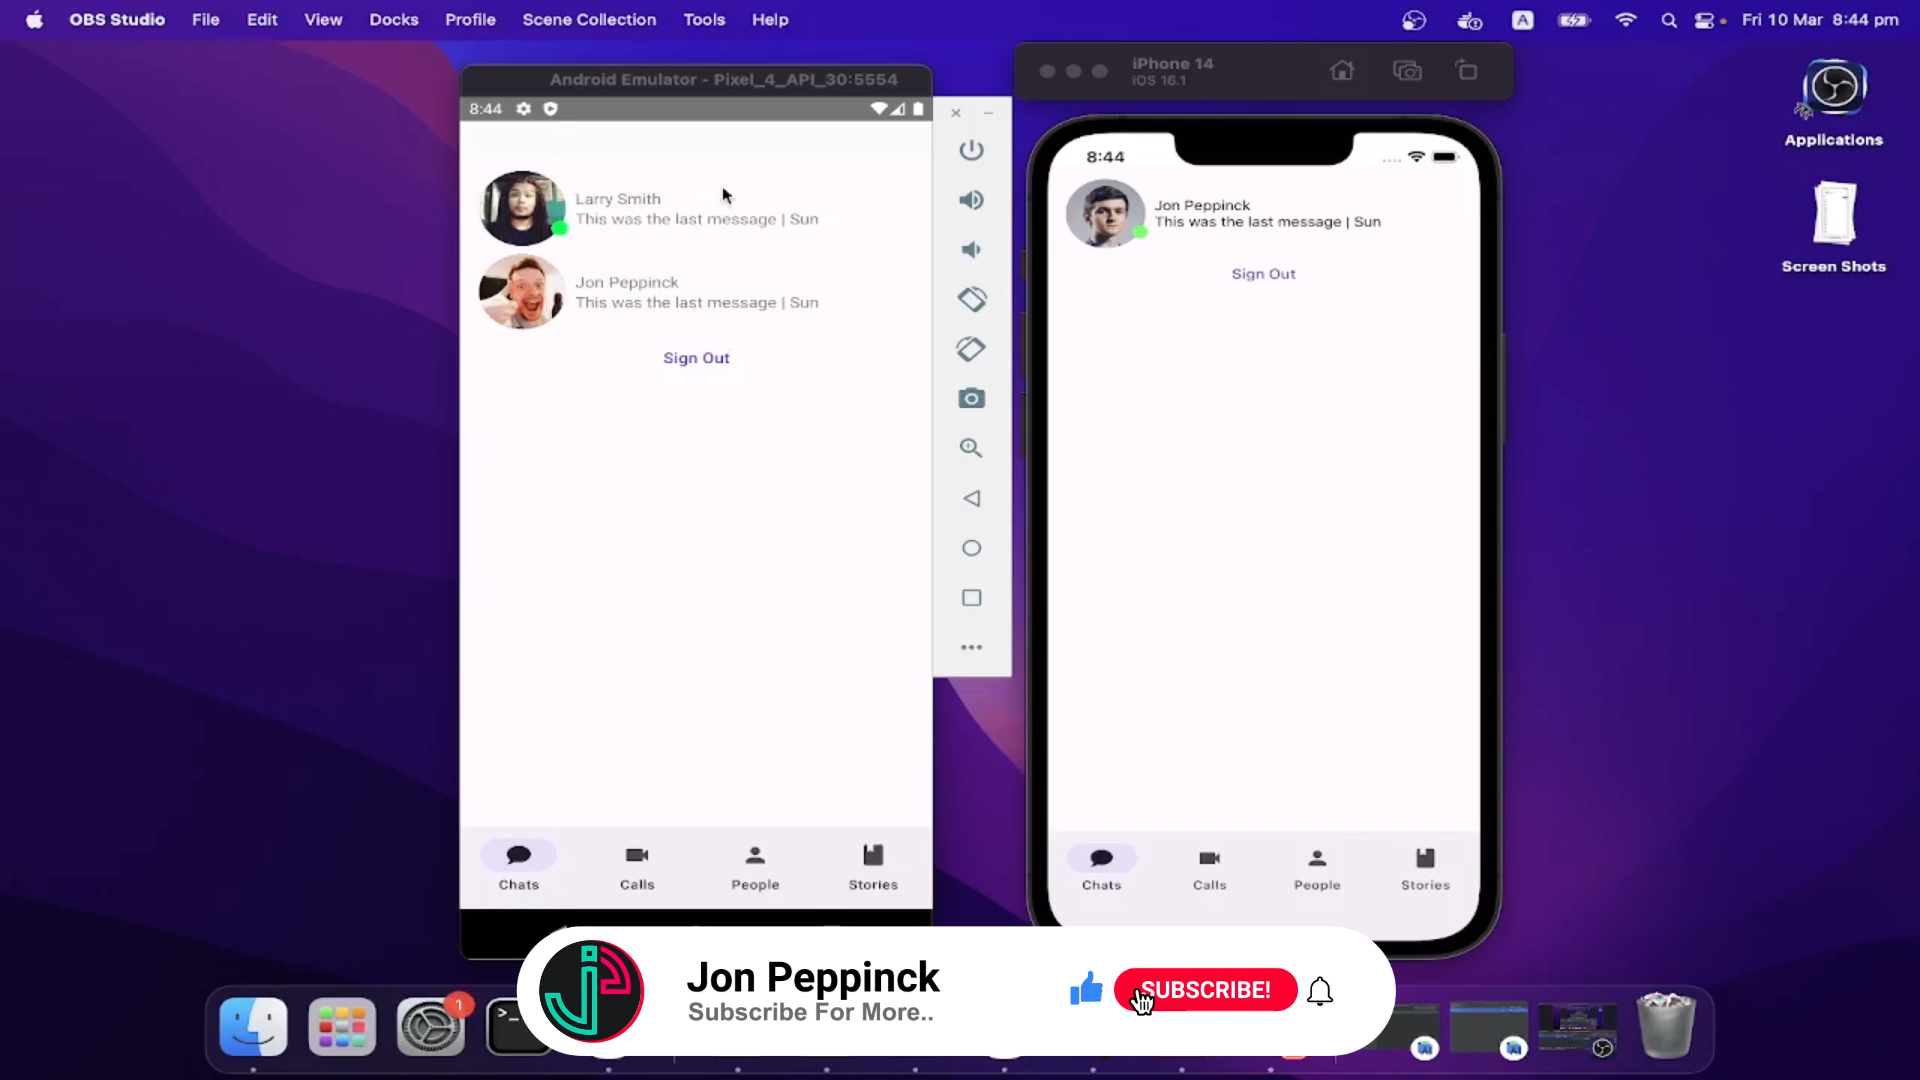 OBS Studio File Edit View Docks Profile Scene Collection Tools Help A Fri 10 Mar 8:44 pm
Android Emulator - Pixel_4_API_30:5554
8:44
Larry Smith
This was the last message | Sun
Jon Peppinck
This was the last message | Sun
Sign Out
Chats Calls People Stories
iPhone 14
iOS 16.1
8:44
Jon Peppinck
This was the last message | Sun
Sign Out
Chats Calls People Stories
Applications
Screen Shots
Jon Peppinck
Subscribe For More..
SUBSCRIBE!
1
>_